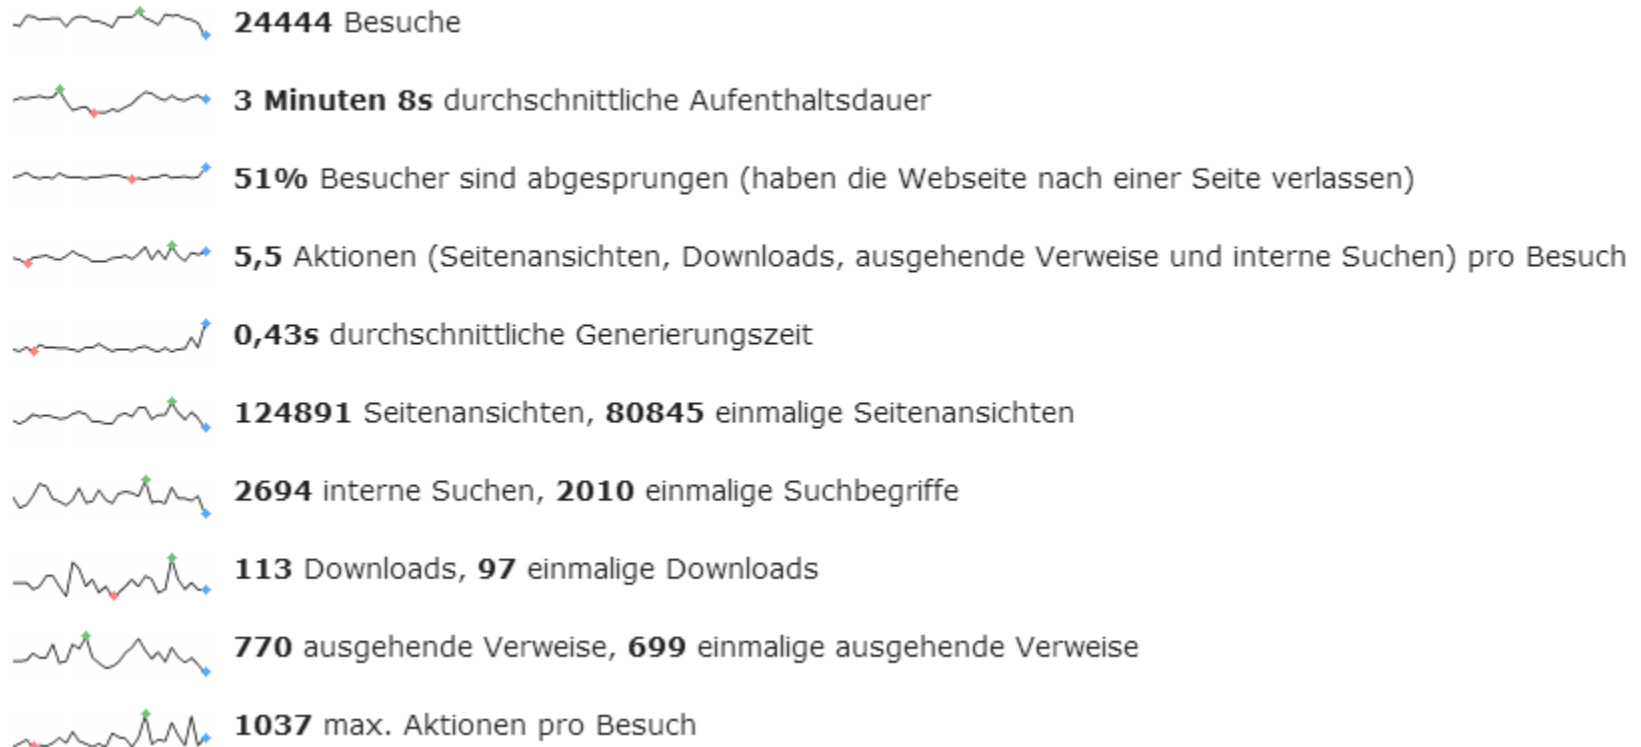 24444 Besuche
3 Minuten 8s durchschnittliche Aufenthaltsdauer
51% Besucher sind abgesprungen (haben die Webseite nach einer Seite verlassen)
5,5 Aktionen (Seitenansichten, Downloads, ausgehende Verweise und interne Suchen) pro Besuch
0,43s durchschnittliche Generierungszeit
124891 Seitenansichten, 80845 einmalige Seitenansichten
2694 interne Suchen, 2010 einmalige Suchbegriffe
113 Downloads, 97 einmalige Downloads
770 ausgehende Verweise, 699 einmalige ausgehende Verweise
1037 max. Aktionen pro Besuch